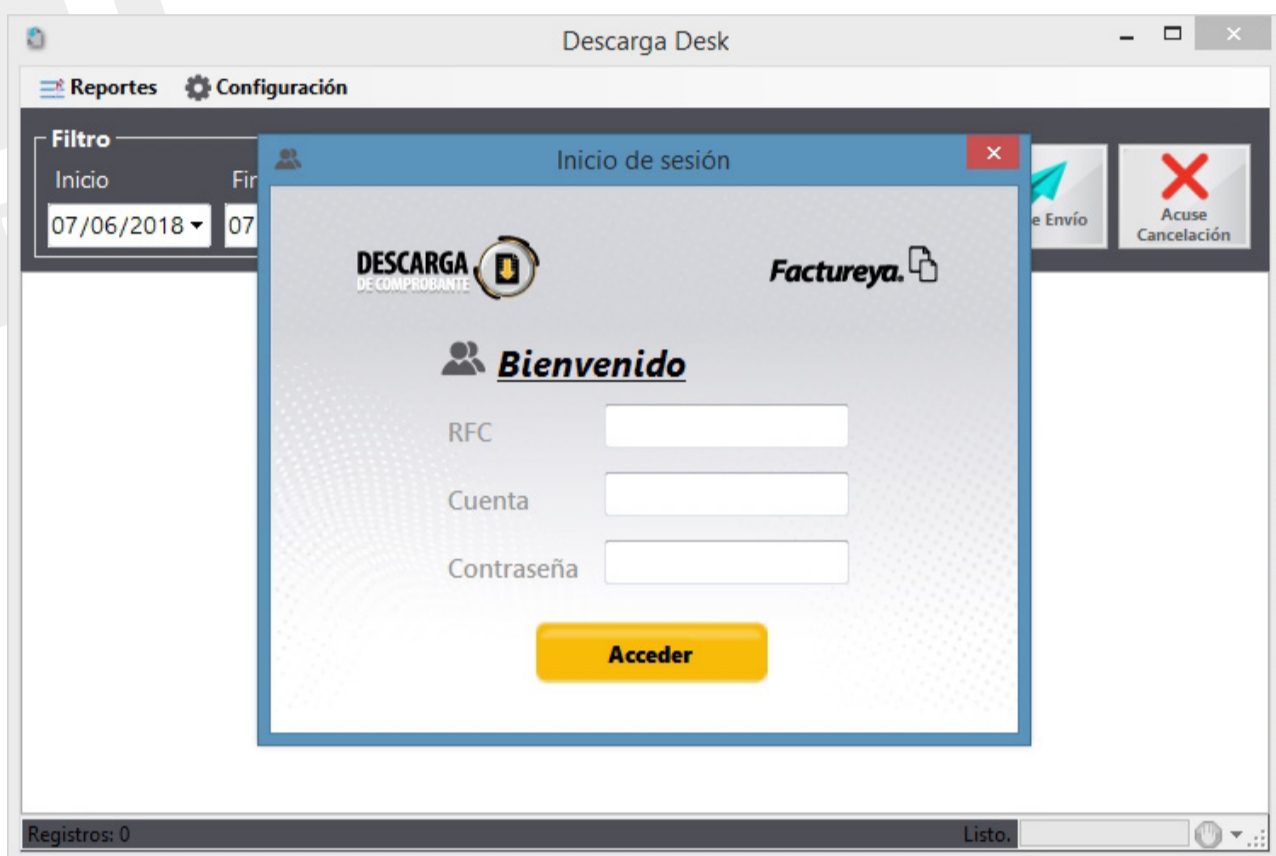 Descarga Desk
Reportes Configuración
Filtro
Inicio
07/06/2018 07
Inicio de sesión
e Envío
Acuse
Cancelación
DESCARGA
DE COMPROBANTE
Factureya.
Bienvenido
RFC
Cuenta
Contraseña
Acceder
Registros: 0 Listo.